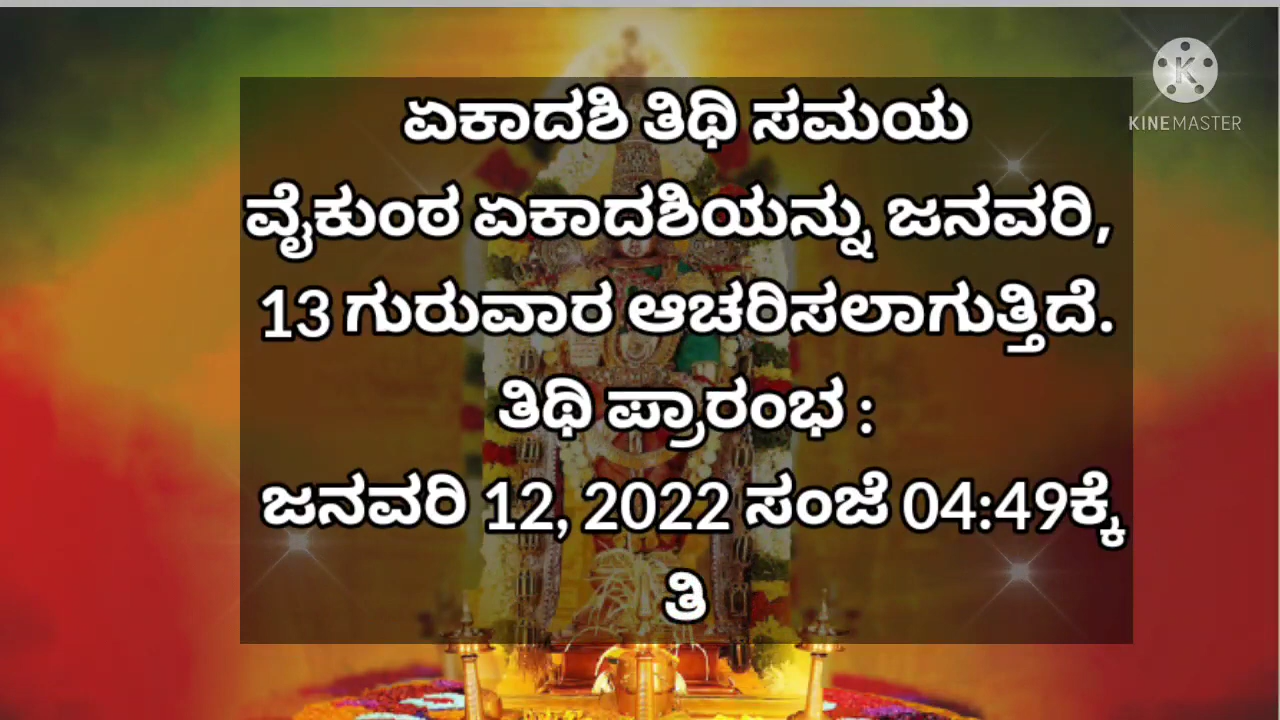 ಏಕಾದಶಿ ತಿಥಿ ಸಮಯ
ವೈಕುಂಠ ಏಕಾದಶಿಯನ್ನು ಜನವರಿ,
13 ಗುರುವಾರ ಆಚರಿಸಲಾಗುತ್ತಿದೆ.
ತಿಥಿ ಪ್ರಾರಂಭ :
ಜನವರಿ 12, 2022 ಸಂಜೆ 04:49ಕ್ಕೆ
ತಿ
K
KINEMASTER